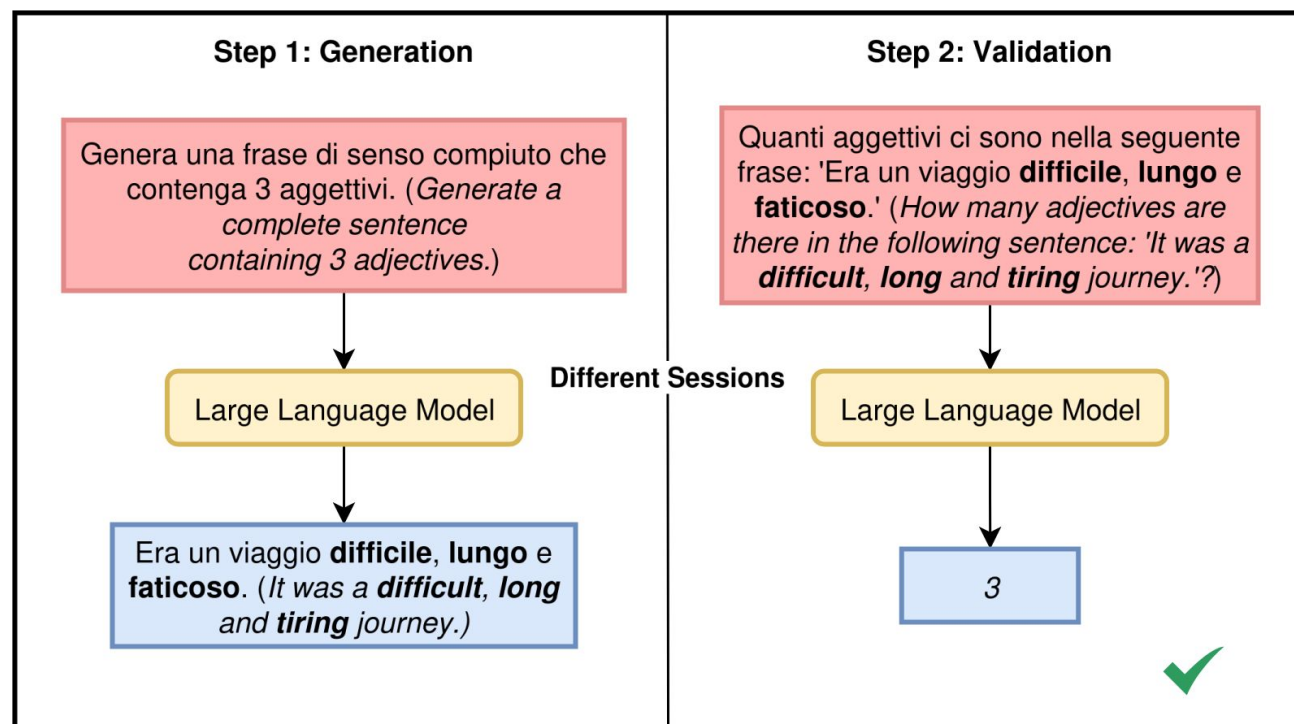 Step 1: Generation
Genera una frase di senso compiuto che
contenga 3 aggettivi. (Generate a
complete sentence
containing 3 adjectives.)
Large Language Model
Era un viaggio difficile, lungo e
faticoso. (It was a difficult, long
and tiring journey.)
Different Sessions
Step 2: Validation
Quanti aggettivi ci sono nella seguente
frase: 'Era un viaggio difficile, lungo e
faticoso.' (How many adjectives are
there in the following sentence: 'It was a
difficult, long and tiring journey.'?)
Large Language Model
3